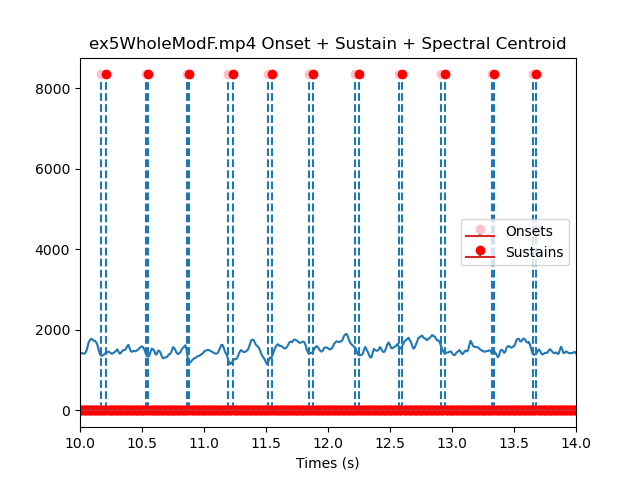 ex5WholeModF.mp4 Onset + Sustain + Spectral Centroid
8000
6000
4000
2000
0
Onsets
Sustains
10.0 10.5 11.0 11.5 12.0 12.5 13.0 13.5 14.0
Times (s)